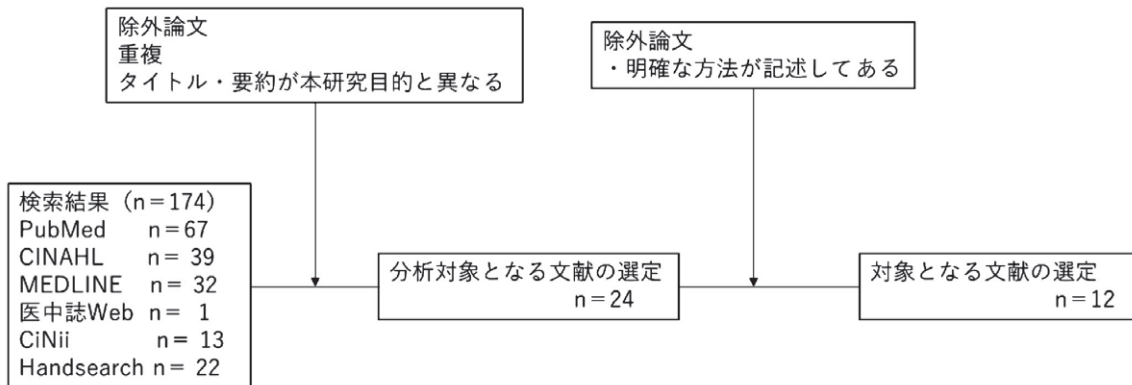 除外論文
重複
タイトル・要約が本研究目的と異なる
除外論文
・明確な方法が記述してある
検索結果（n＝174）
PubMed n＝67
CINAHL n＝ 39
MEDLINE n＝ 32
医中誌Web n＝ 1
CiNii n＝ 13
Handsearch n＝ 22
分析対象となる文献の選定
n＝24
対象となる文献の選定
n＝12